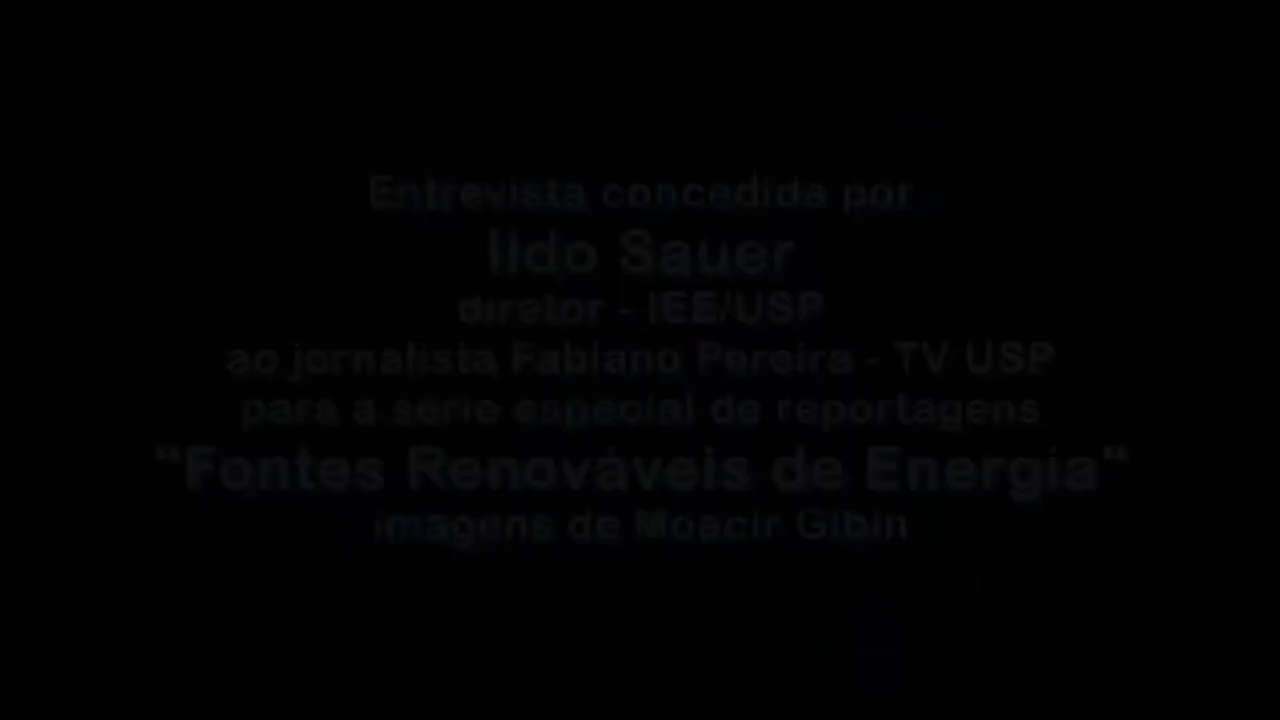 Entrevista concedida por
Ildo Sauer
diretor - IEE/USP
ao jornalista Fabiano Pereira - TV USP
para a série especial de reportagens
"Fontes Renováveis de Energia"
imagens de Moacir Gibin